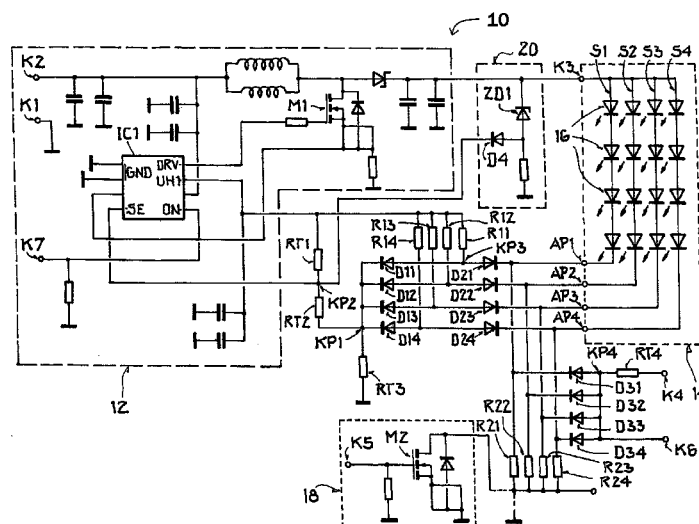 10
K2
K1
M1
IC1
DRV
GND
UH1
SE
ON
K7
12
20
ZD1
D4
K3
S1
S2
S3
S4
16
R13
R14
R12
R11
KP3
RT1
KP2
RT2
KP1
RT3
D11
D12
D13
D14
D21
D22
D23
D24
AP1
AP2
AP3
AP4
KP4
RT4
K4
K6
D31
D32
D33
D34
R22
R21
R23
R24
K5
M2
18